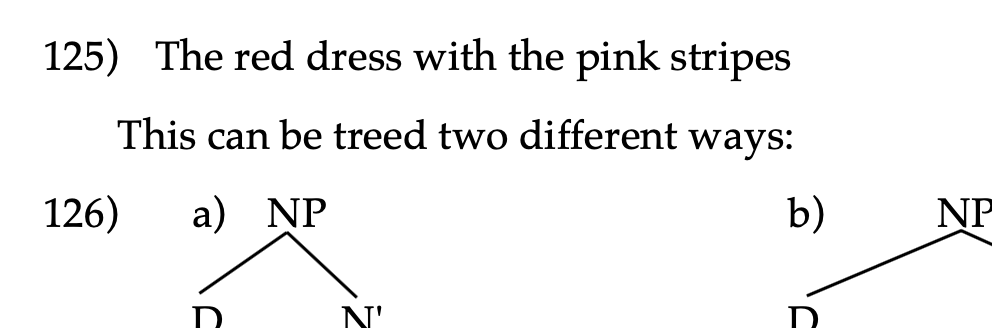 125) The red dress with the pink stripes
This can be treed two different ways:
126) a) NP b) NP
D N' D